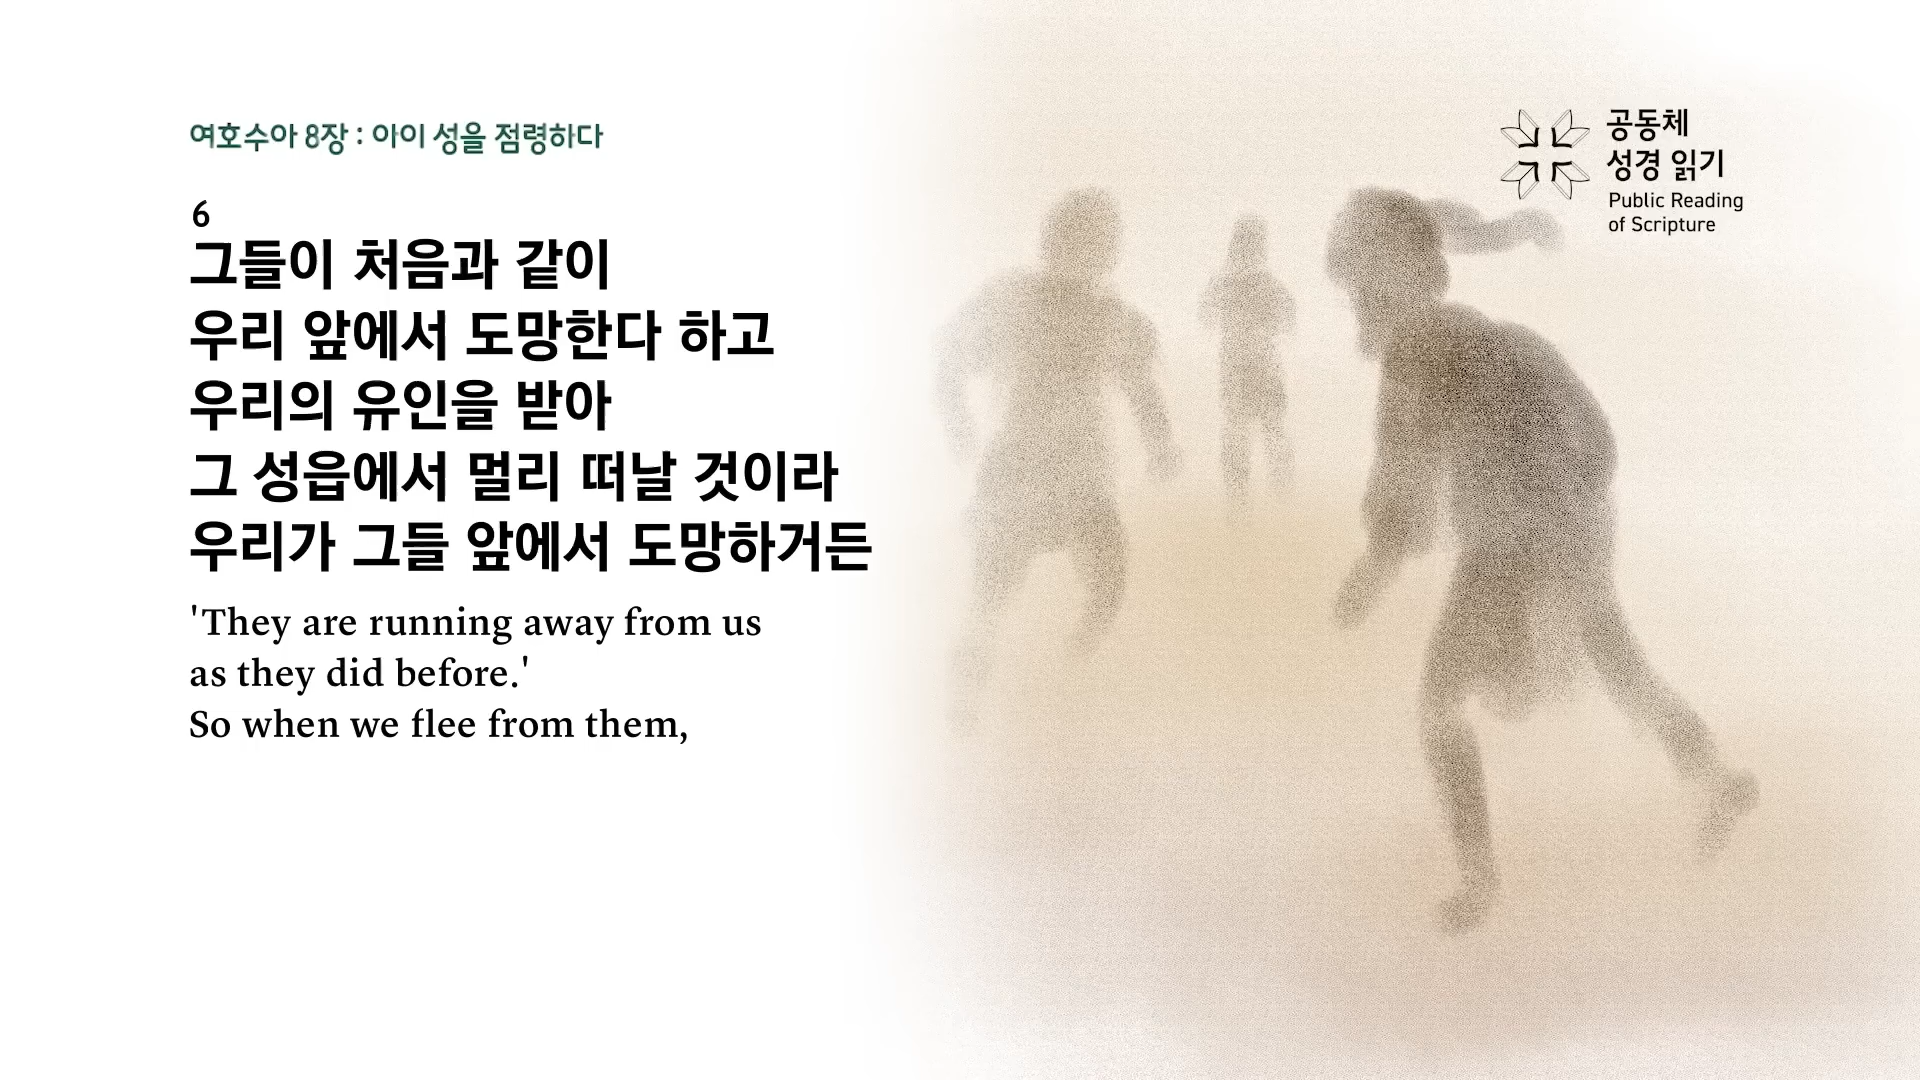 여호수아 8장 : 아이 성을 점령하다
공동체
성경 읽기
Public Reading
of Scripture
6
그들이 처음과 같이
우리 앞에서 도망한다 하고
우리의 유인을 받아
그 성읍에서 멀리 떠날 것이라
우리가 그들 앞에서 도망하거든
'They are running away from us
as they did before.'
So when we flee from them,